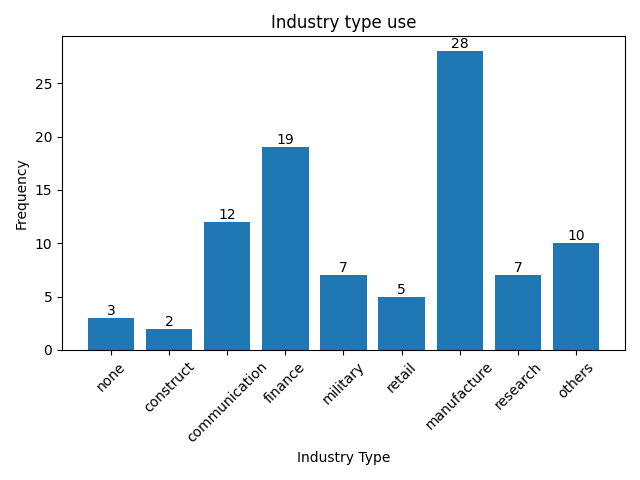 Industry type use
Frequency
25
20
15
10
5
0
3
2
12
19
7
5
28
7
10
none
construct
communication
finance
military
retail
manufacture
research
others
Industry Type